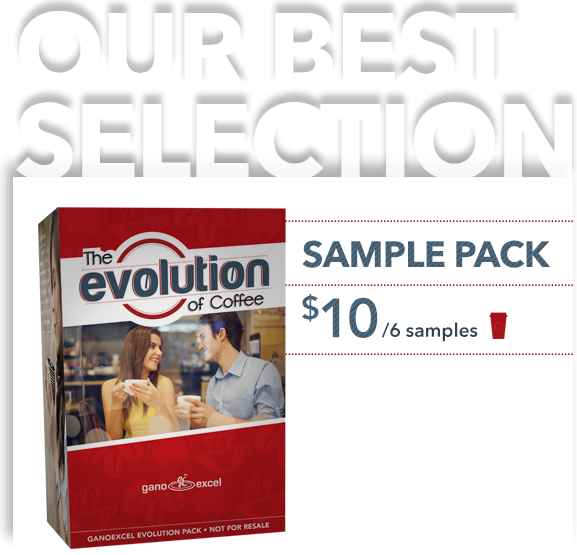 OUR BEST
SELECTION
The
evolution
of Coffee
gano excel
GANOEXCEL EVOLUTION PACK • NOT FOR RESALE
SAMPLE PACK
$10 /6 samples